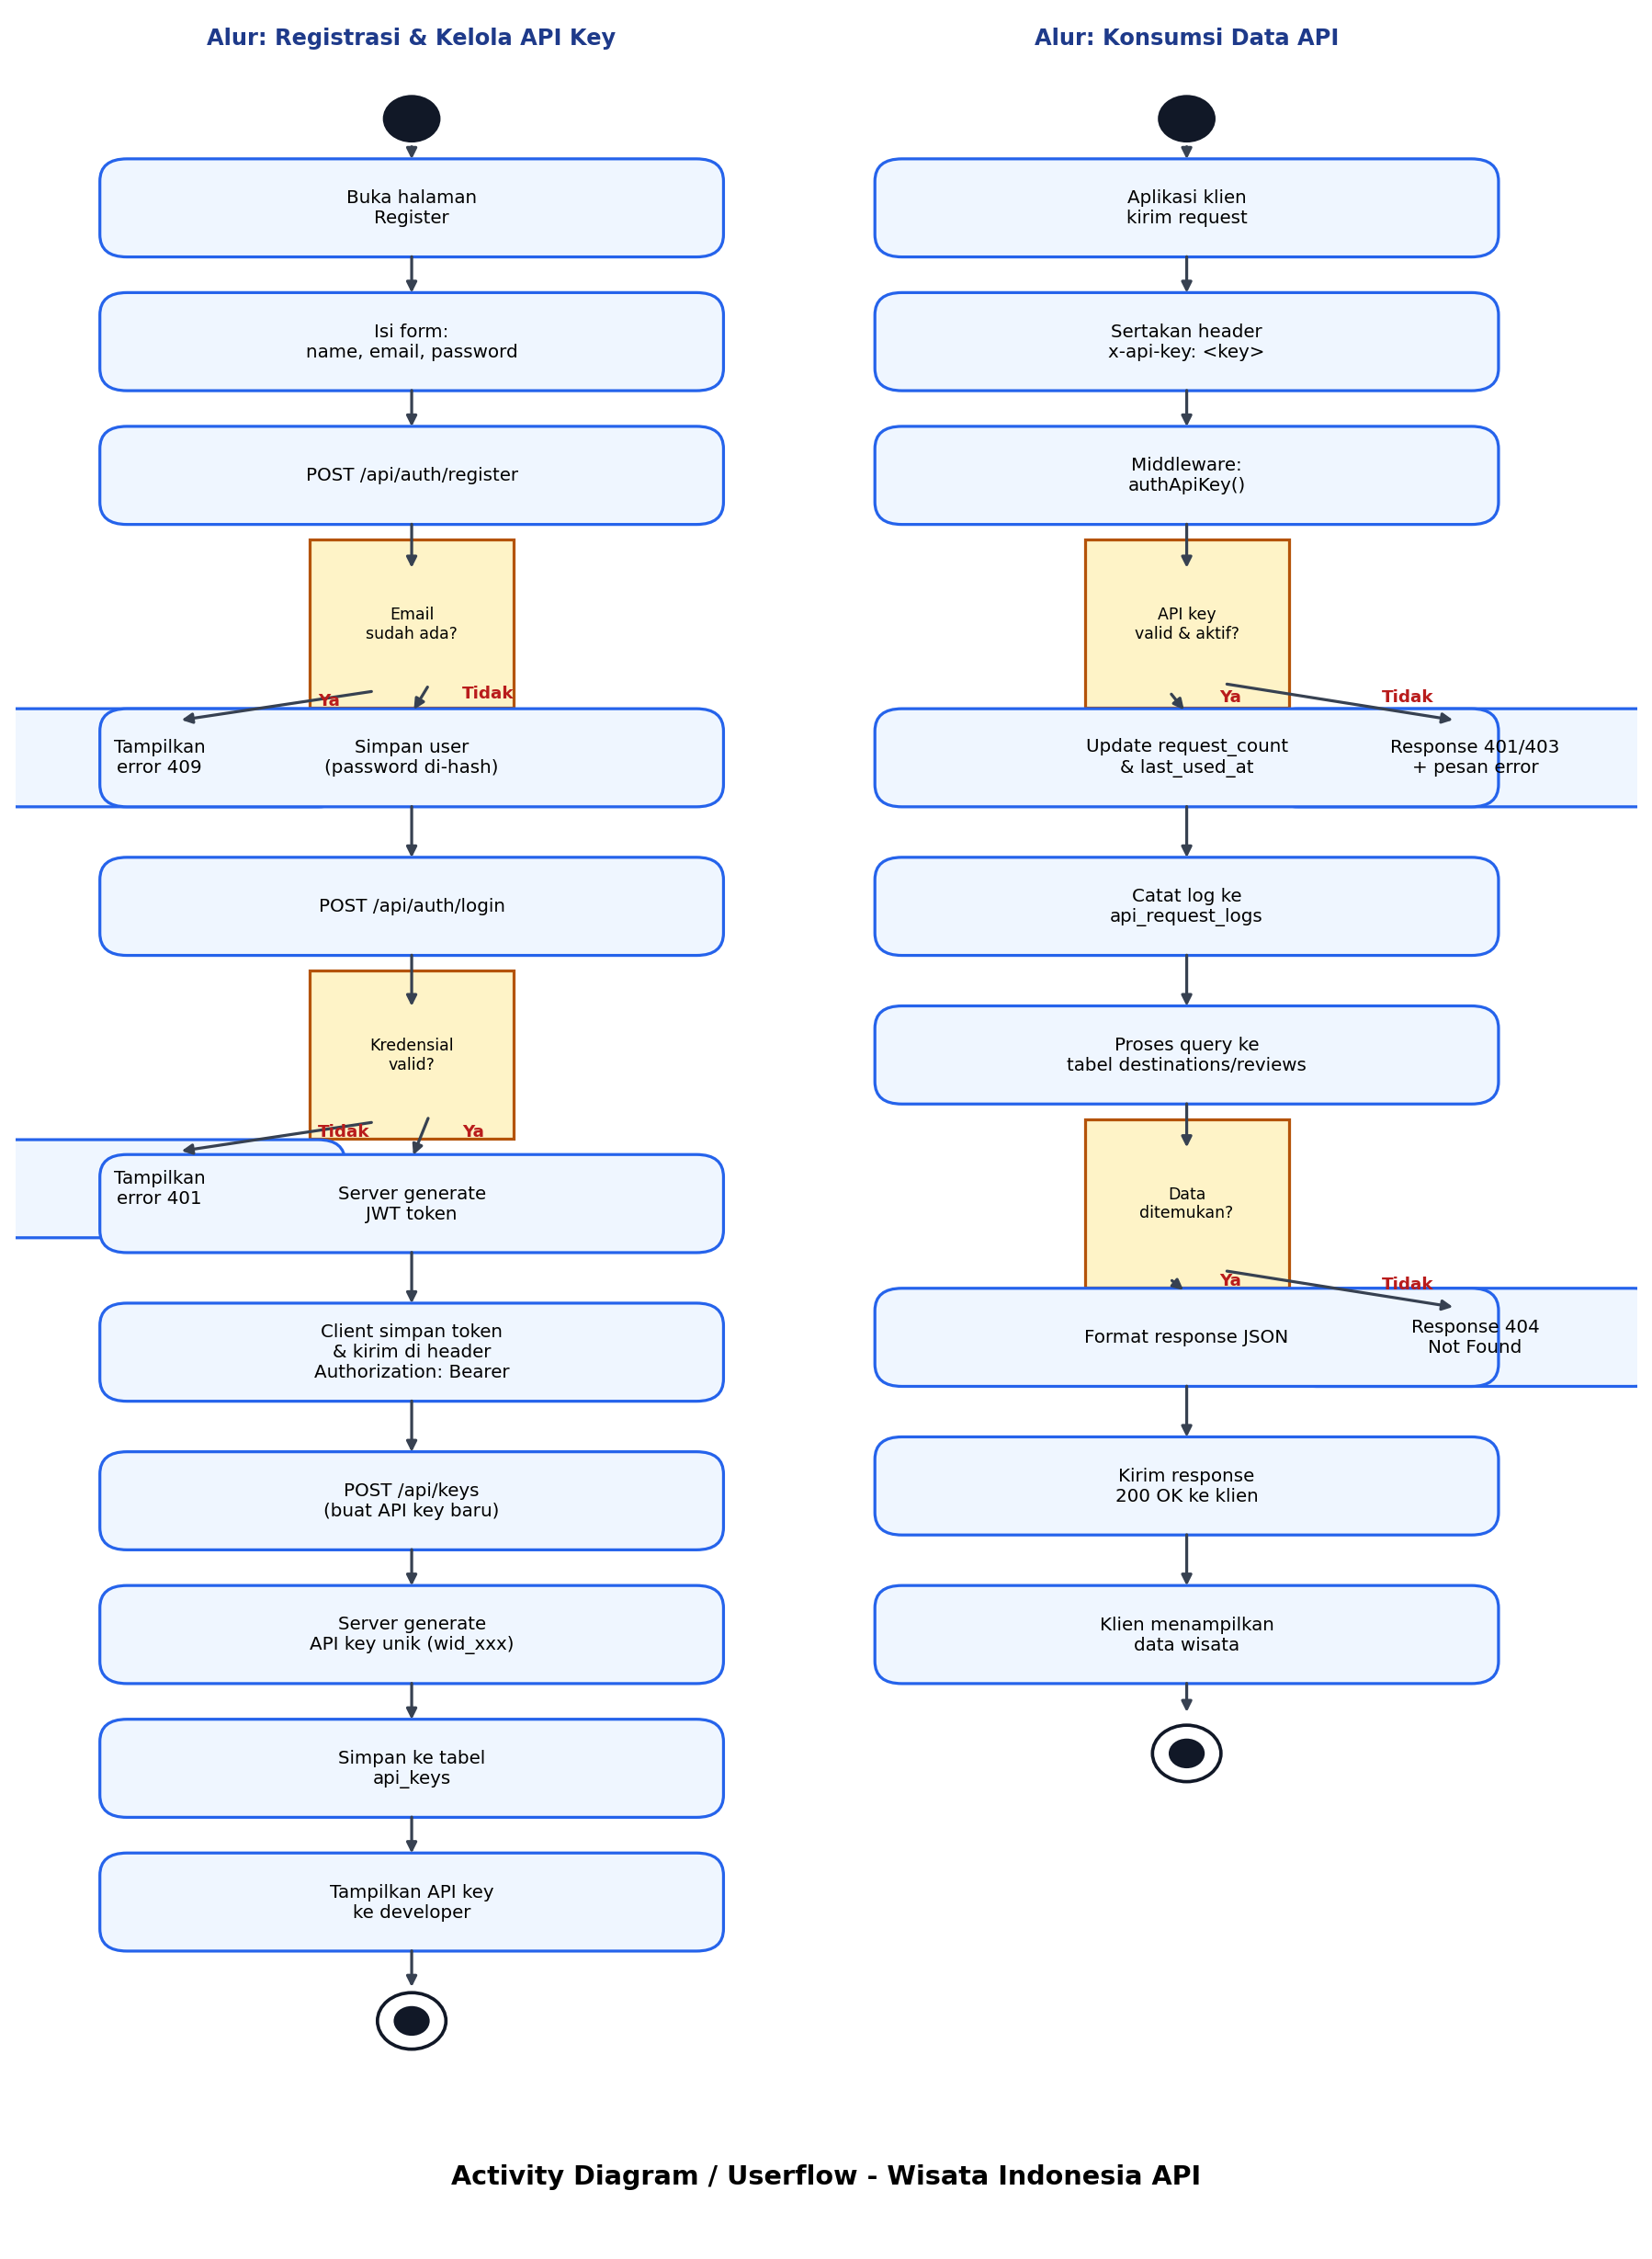 Alur: Registrasi & Kelola API Key
Buka halaman
Register
Isi form:
name, email, password
POST /api/auth/register
Email
sudah ada?
Ya
Tidak
Tampilkan
error 409
Simpan user
(password di-hash)
POST /api/auth/login
Kredensial
valid?
Tidak
Ya
Tampilkan
error 401
Server generate
JWT token
Client simpan token
& kirim di header
Authorization: Bearer
POST /api/keys
(buat API key baru)
Server generate
API key unik (wid_xxx)
Simpan ke tabel
api_keys
Tampilkan API key
ke developer
Alur: Konsumsi Data API
Aplikasi klien
kirim request
Sertakan header
x-api-key: <key>
Middleware:
authApiKey()
API key
valid & aktif?
Ya
Tidak
Update request_count
& last_used_at
Response 401/403
+ pesan error
Catat log ke
api_request_logs
Proses query ke
tabel destinations/reviews
Data
ditemukan?
Ya
Tidak
Format response JSON
Response 404
Not Found
Kirim response
200 OK ke klien
Klien menampilkan
data wisata
Activity Diagram / Userflow - Wisata Indonesia API